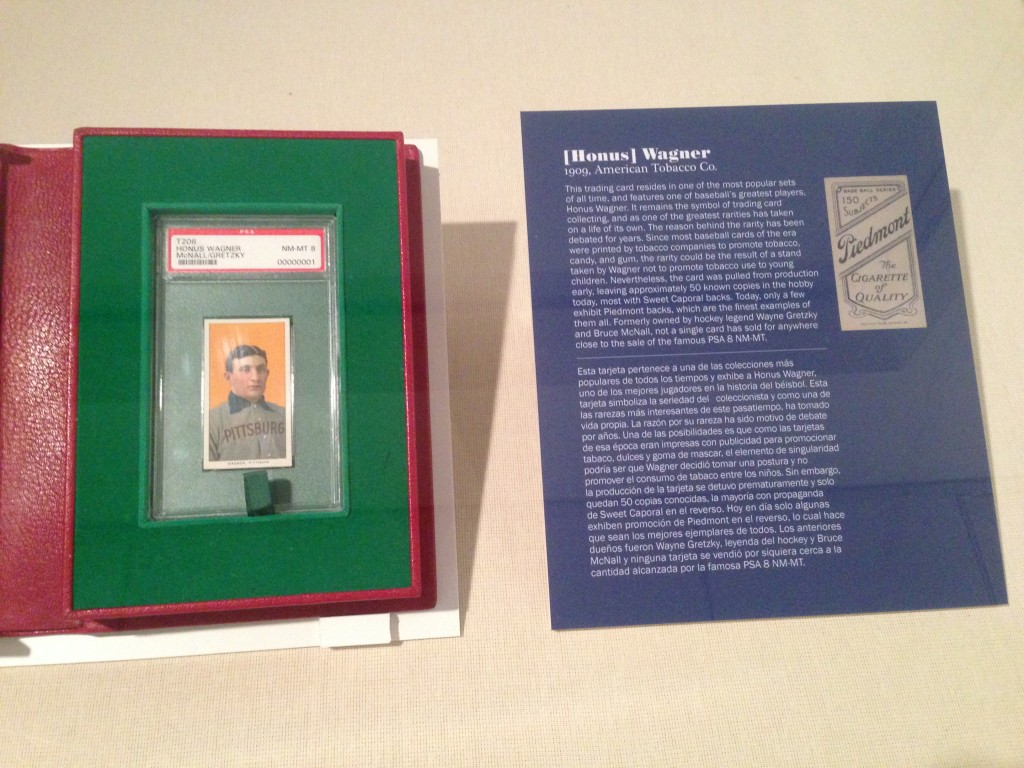 PSA
T206
HONUS WAGNER NM-MT 8
McNALL/GRETZKY
00000001
PITTSBURG
WAGNER, PITTSBURG
[Honus] Wagner
1909, American Tobacco Co.
This trading card resides in one of the most popular sets
of all time, and features one of baseball's greatest players,
Honus Wagner. It remains the symbol of trading card
collecting, and as one of the greatest rarities has taken
on a life of its own. The reason behind the rarity has been
debated for years. Since most baseball cards of the era
were printed by tobacco companies to promote tobacco,
candy, and gum, the rarity could be the result of a stand
taken by Wagner not to promote tobacco use to young
children. Nevertheless, the card was pulled from production
early, leaving approximately 50 known copies in the hobby
today, most with Sweet Caporal backs. Today, only a few
exhibit Piedmont backs, which are the finest examples of
them all. Formerly owned by hockey legend Wayne Gretzky
and Bruce McNall, not a single card has sold for anywhere
close to the sale of the famous PSA 8 NM-MT.
Esta tarjeta pertenece a una de las colecciones más
populares de todos los tiempos y exhibe a Honus Wagner,
uno de los mejores jugadores en la historia del béisbol. Esta
tarjeta simboliza la seriedad del coleccionista y como una de
las rarezas más interesantes de este pasatiempo, ha tomado
vida propia. La razón por su rareza ha sido motivo de debate
por años. Una de las posibilidades es que como las tarjetas
de esa época eran impresas con publicidad para promocionar
tabaco, dulces y goma de mascar, el elemento de singularidad
podría ser que Wagner decidió tomar una postura y no
promover el consumo de tabaco entre los niños. Sin embargo,
la producción de la tarjeta se detuvo prematuramente y solo
quedan 50 copias conocidas, la mayoría con propaganda
de Sweet Caporal en el reverso. Hoy en día solo algunas
exhiben promoción de Piedmont en el reverso, lo cual hace
que sean los mejores ejemplares de todos. Los anteriores
dueños fueron Wayne Gretzky, leyenda del hockey y Bruce
McNall y ninguna tarjeta se vendió por siquiera cerca a la
cantidad alcanzada por la famosa PSA 8 NM-MT.
BASE BALL SERIES
150
SUBJECTS
Piedmont
The
CIGARETTE
of
QUALITY